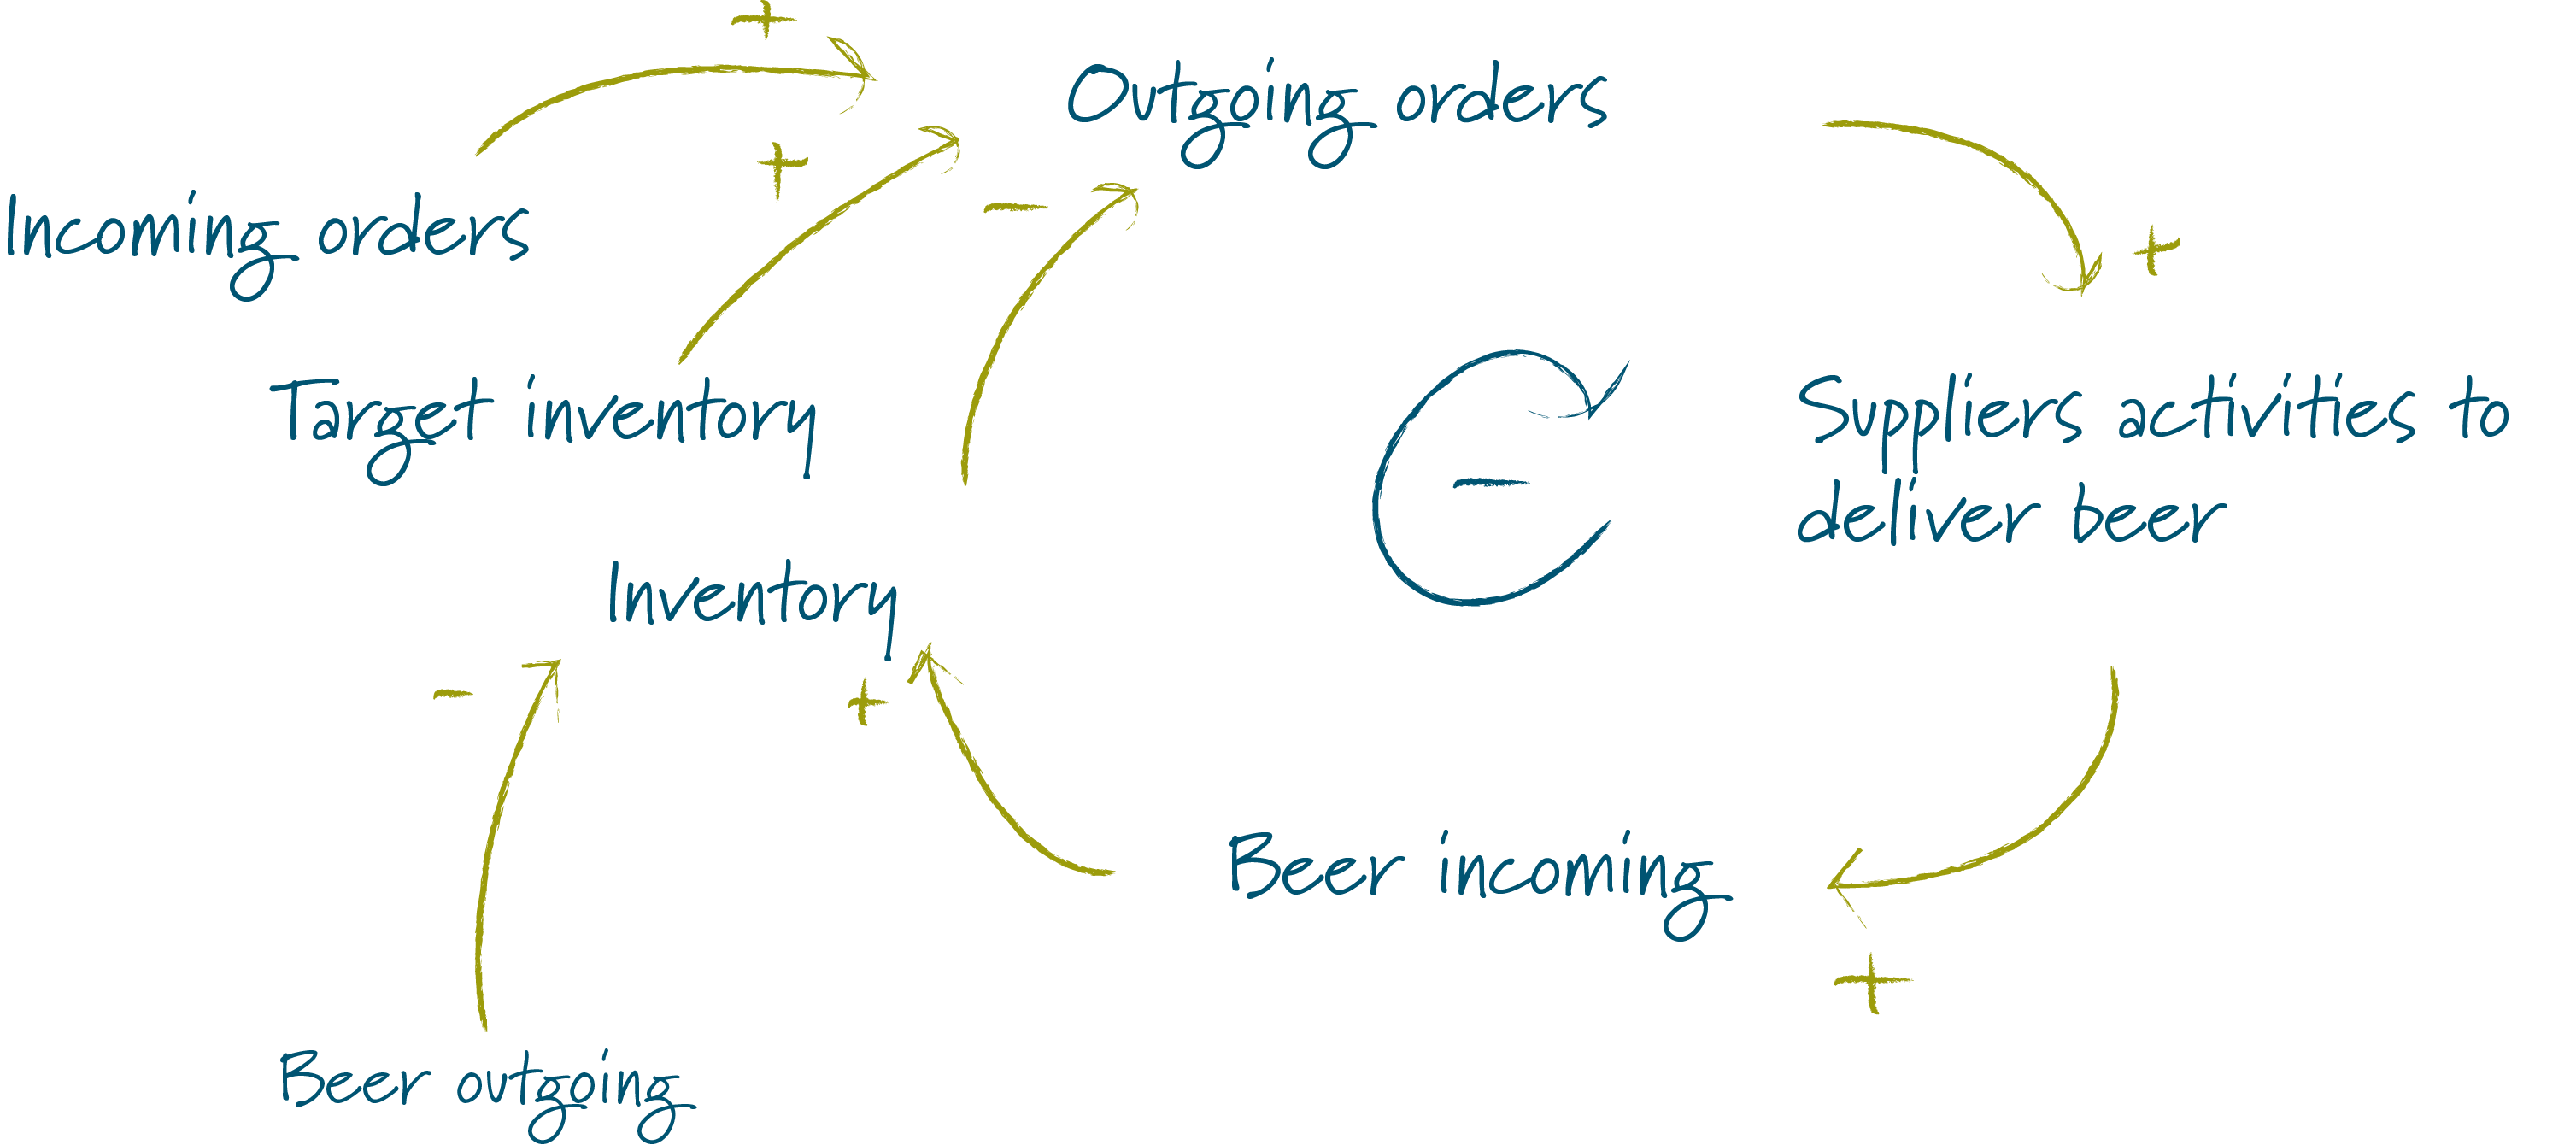 +
Outgoing orders
+
-
Incoming orders
+
Target inventory
Suppliers activities to
deliver beer
-
Inventory
-
+
Beer incoming
+
Beer outgoing